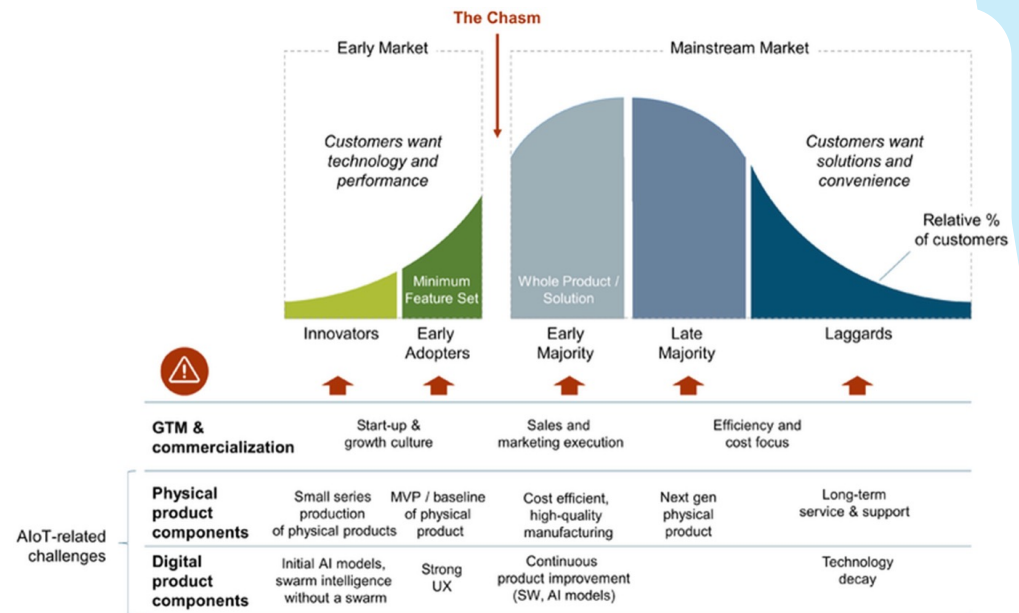 The Chasm
Early Market
Mainstream Market
Customers want
technology and
performance
Customers want
solutions and
convenience
Relative %
of customers
Minimum
Feature Set
Whole Product /
Solution
Innovators
Early
Adopters
Early
Majority
Late
Majority
Laggards
GTM &
commercialization
Start-up &
growth culture
Sales and
marketing execution
Efficiency and
cost focus
AIoT-related
challenges
Physical
product
components
Small series
production
of physical products
MVP / baseline
of physical
product
Cost efficient,
high-quality
manufacturing
Next gen
physical
product
Long-term
service & support
Digital
product
components
Initial AI models,
swarm intelligence
without a swarm
Strong
UX
Continuous
product improvement
(SW, AI models)
Technology
decay